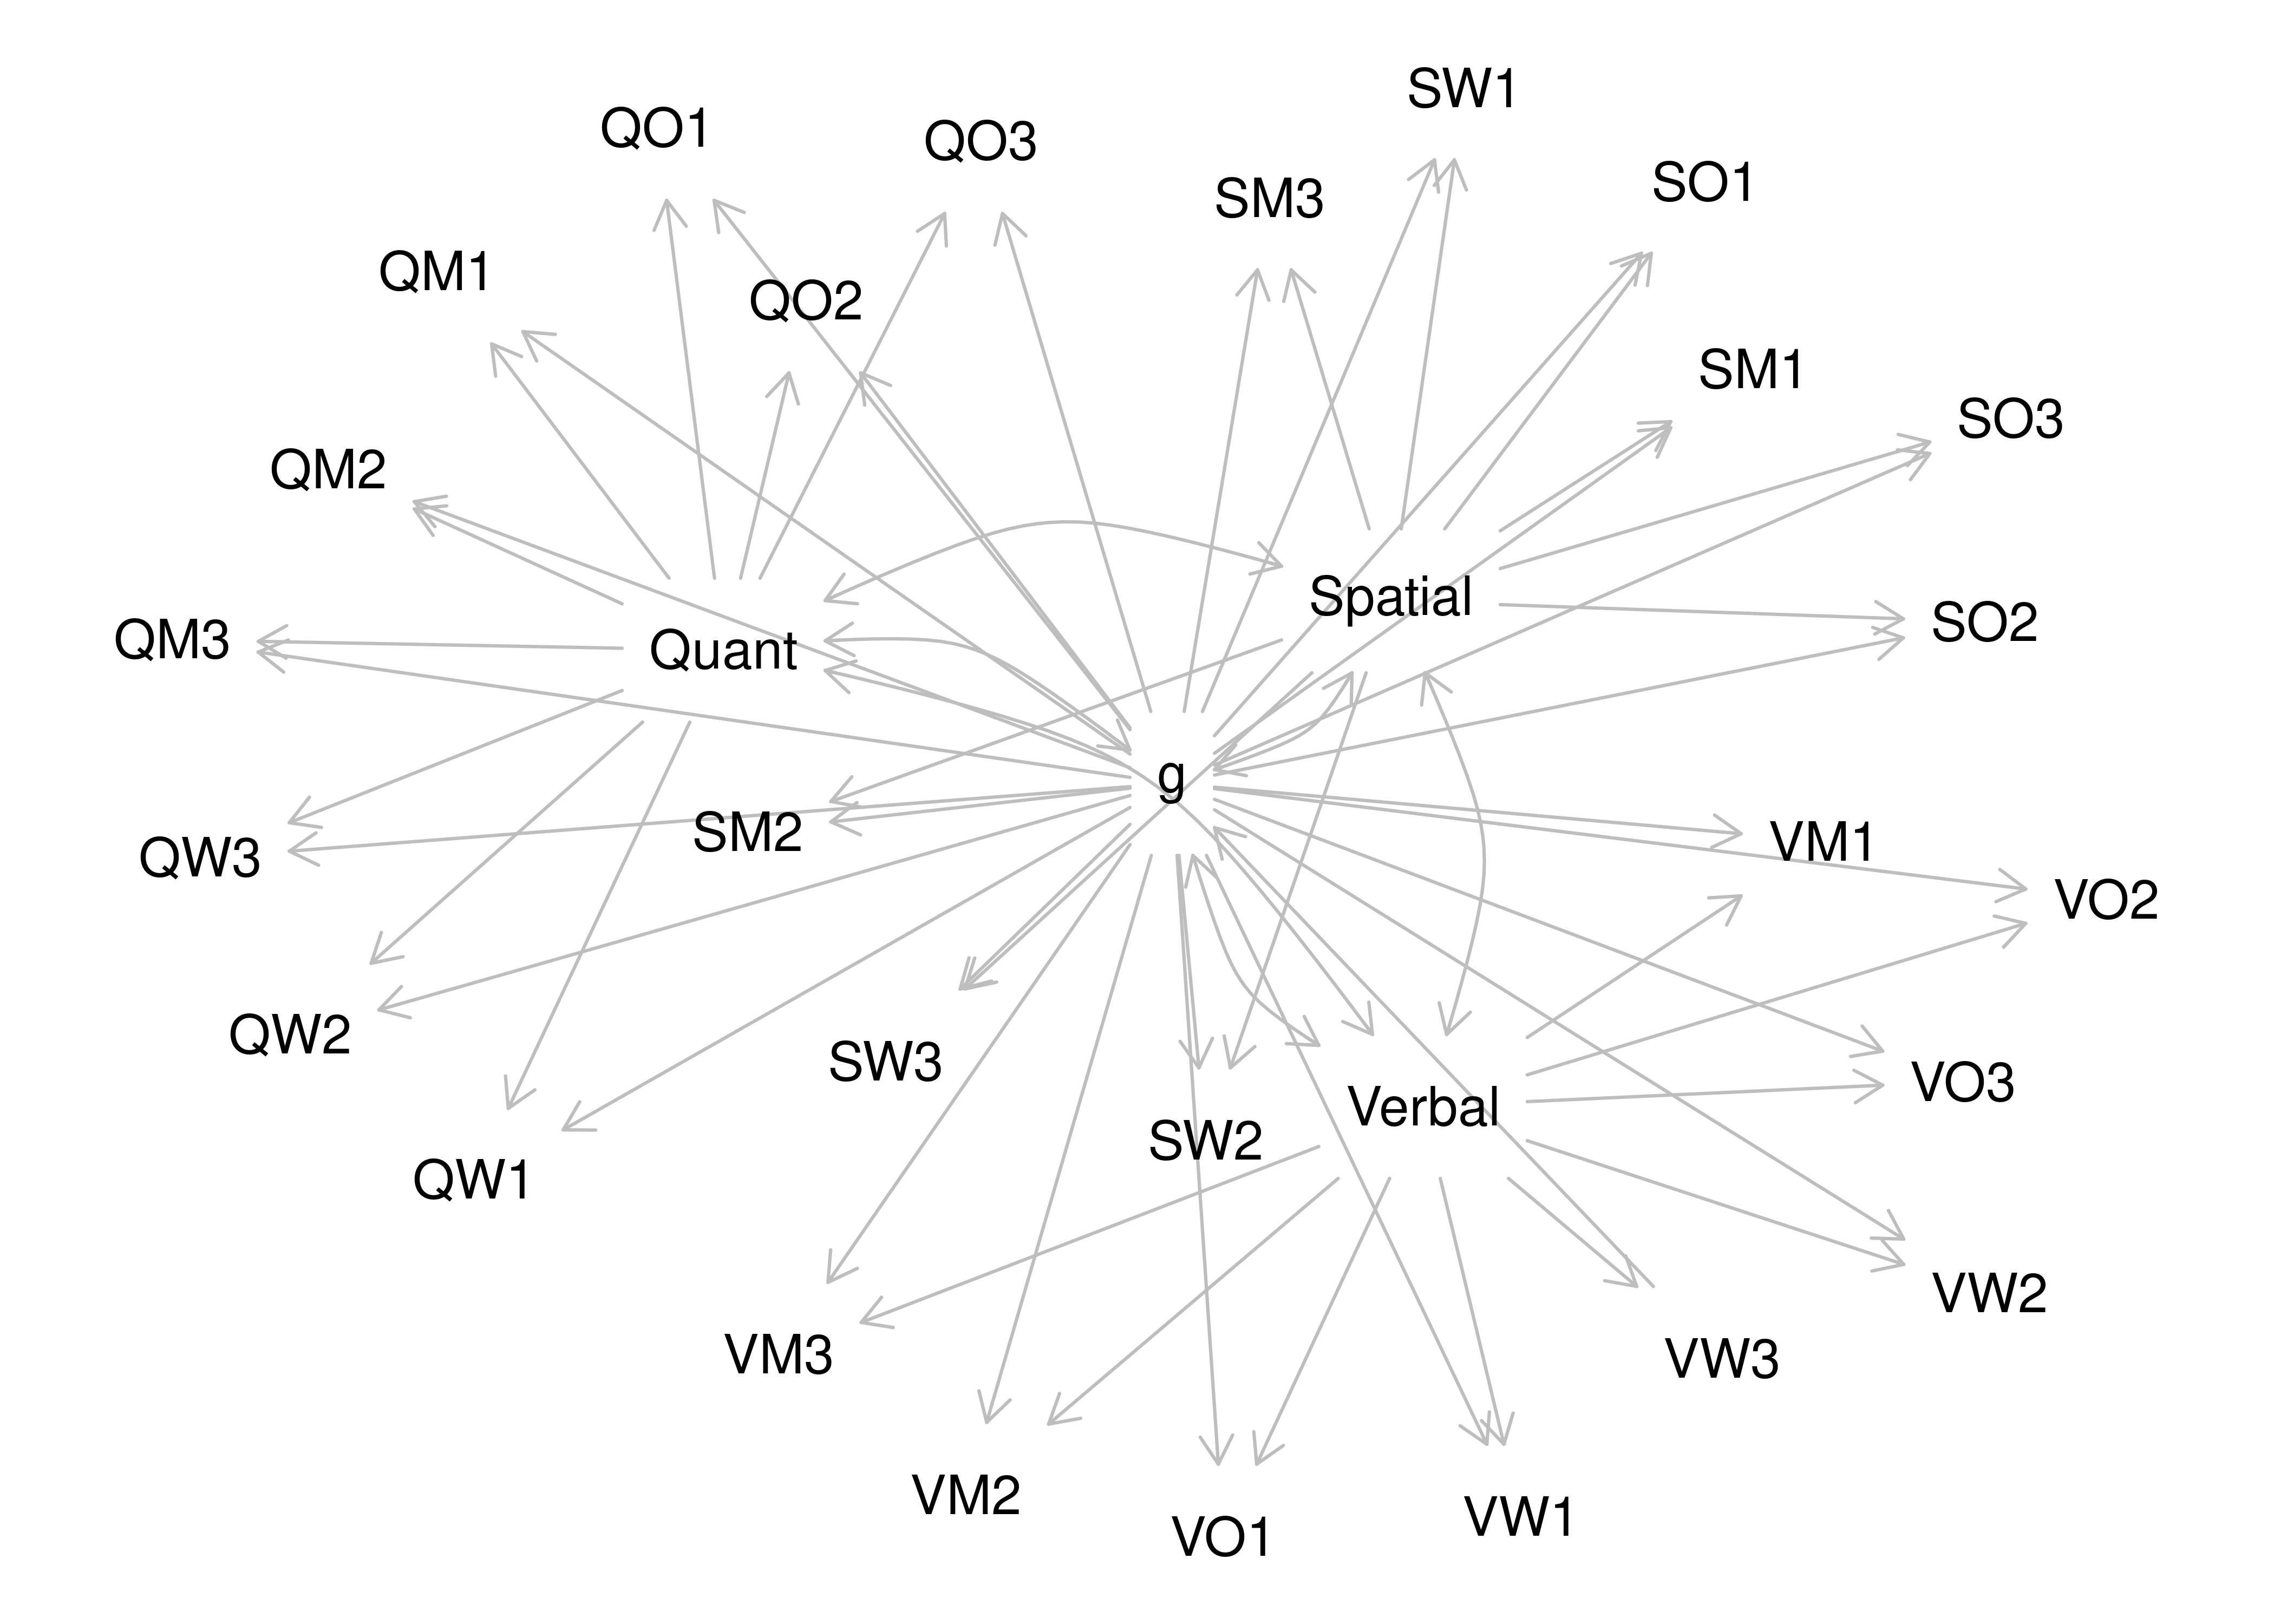 SW1
QO1
QO3
SO1
SM3
QM1
QO2
SM1
SO3
QM2
Spatial
SO2
QM3
Quant
g
SM2
VM1
QW3
VO2
QW2
SW3
VO3
Verbal
SW2
QW1
VW2
VM3
VW3
VM2
VW1
VO1